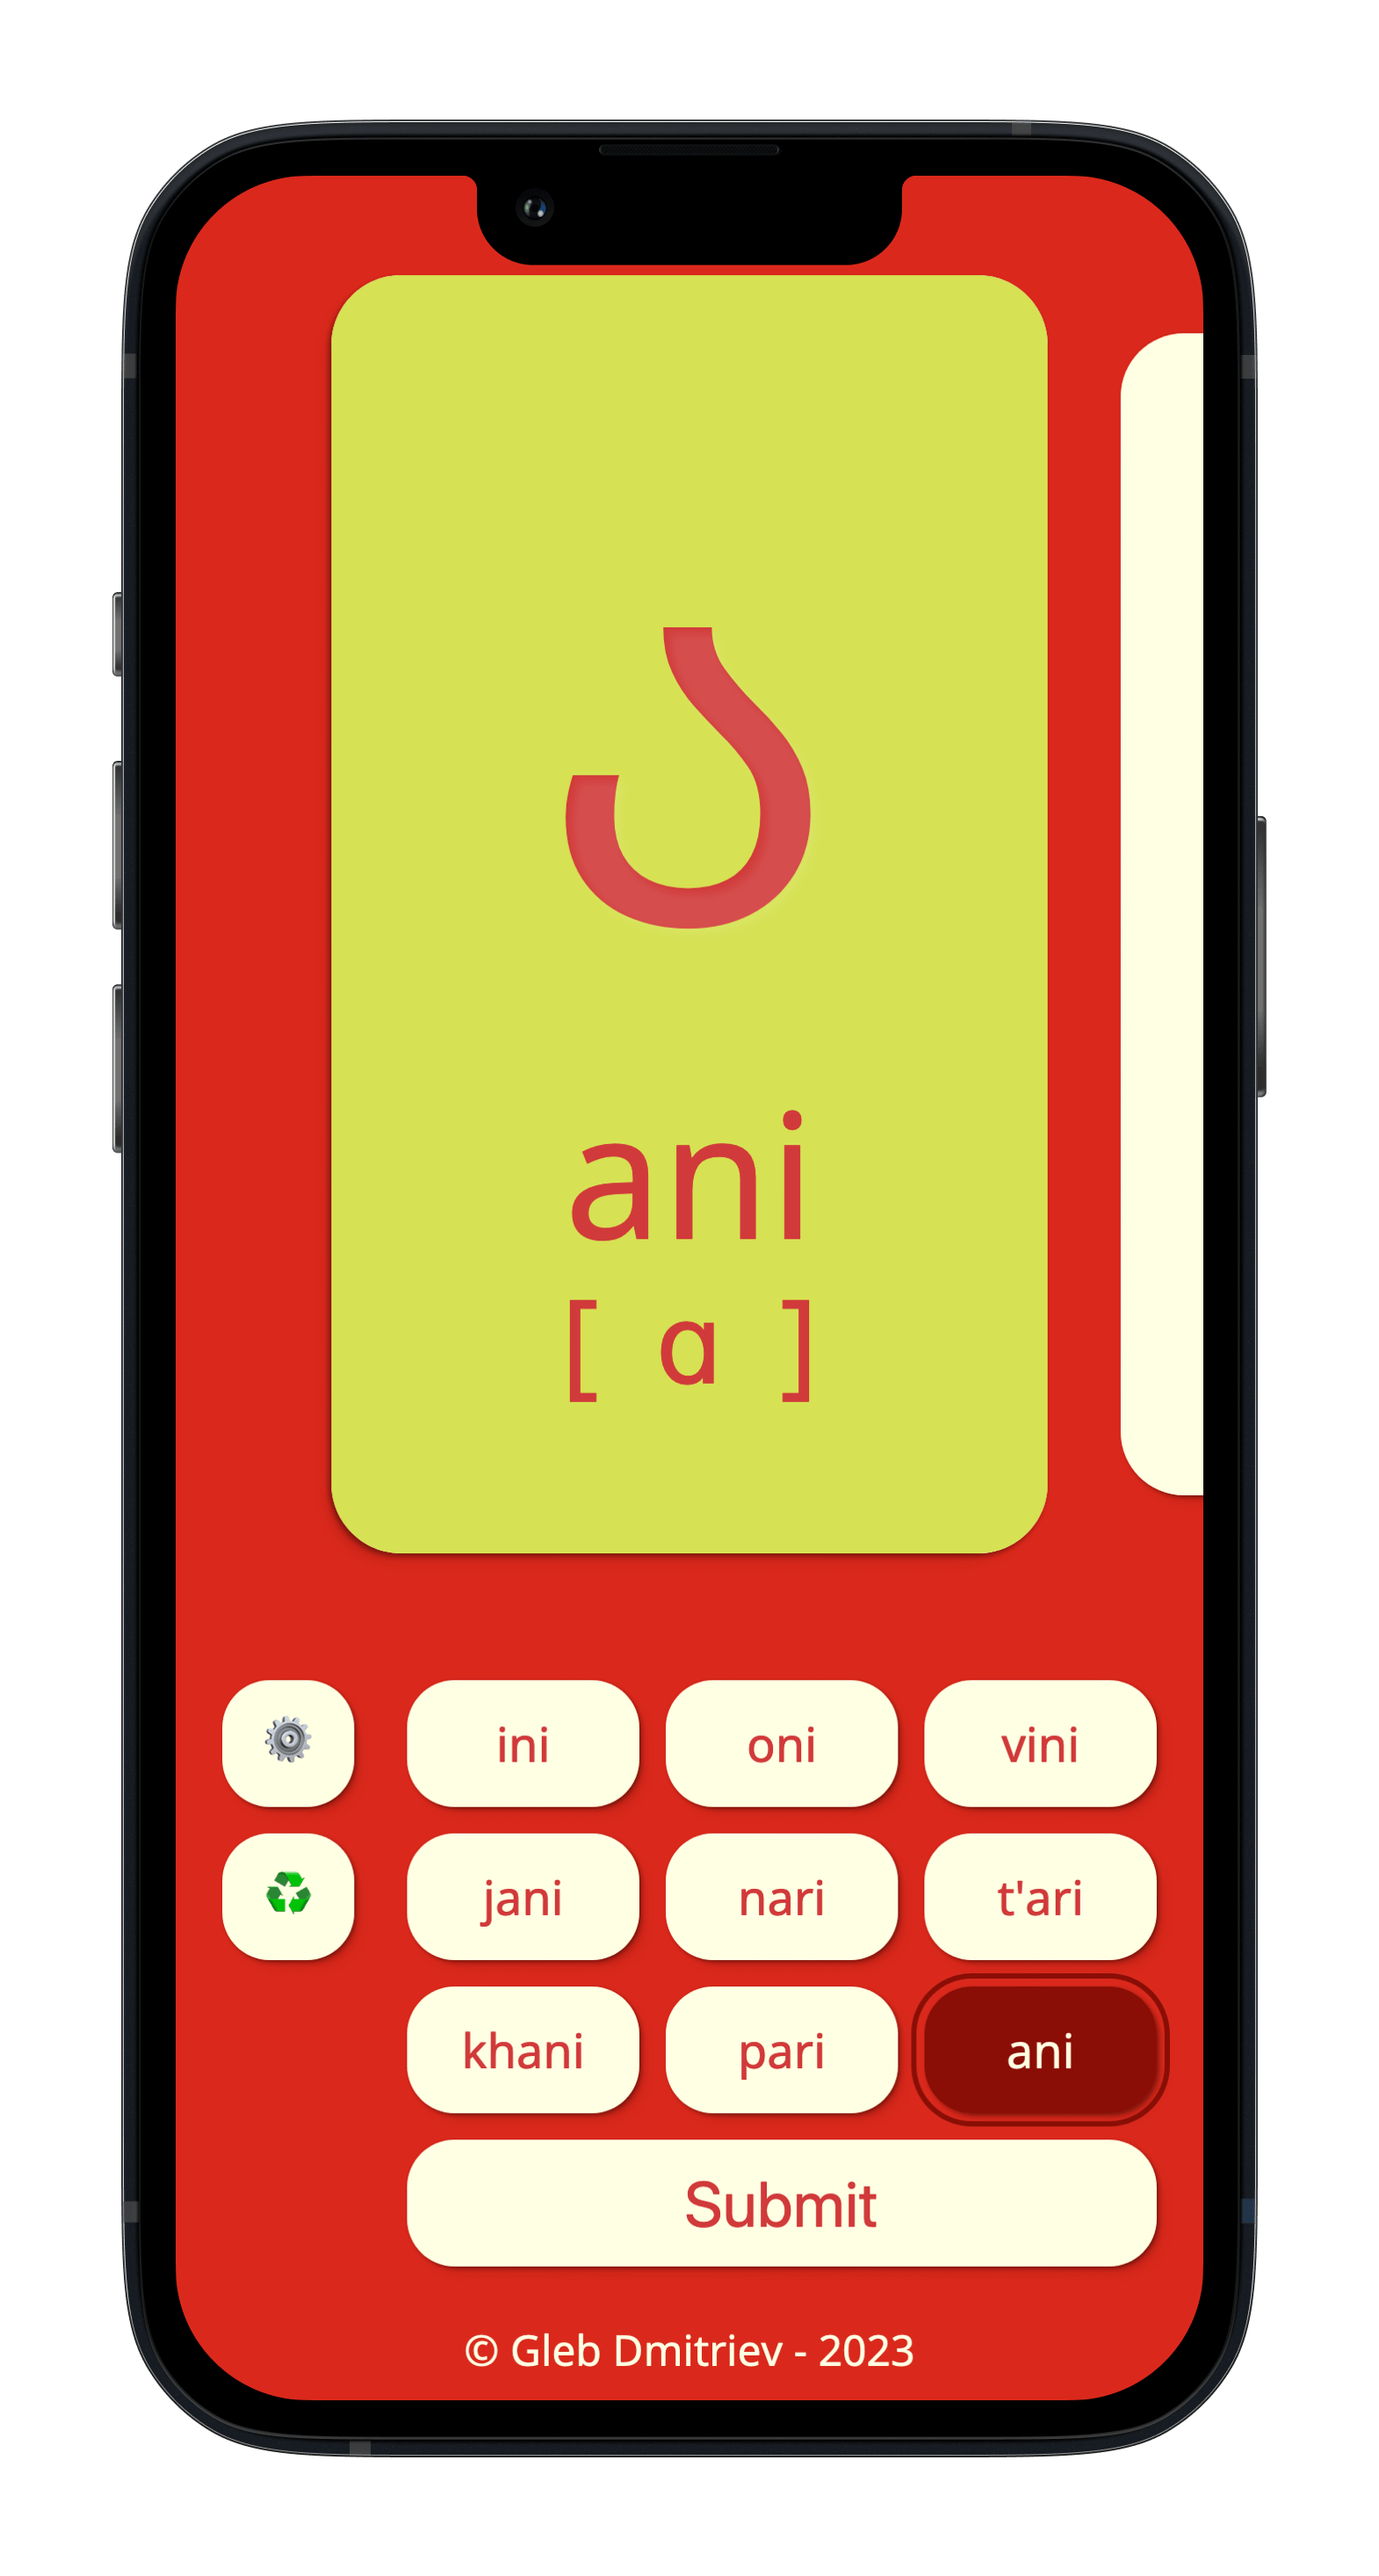 ა
ani
[ ɑ ]
ini oni vini
jani nari t'ari
khani pari ani
Submit
© Gleb Dmitriev - 2023